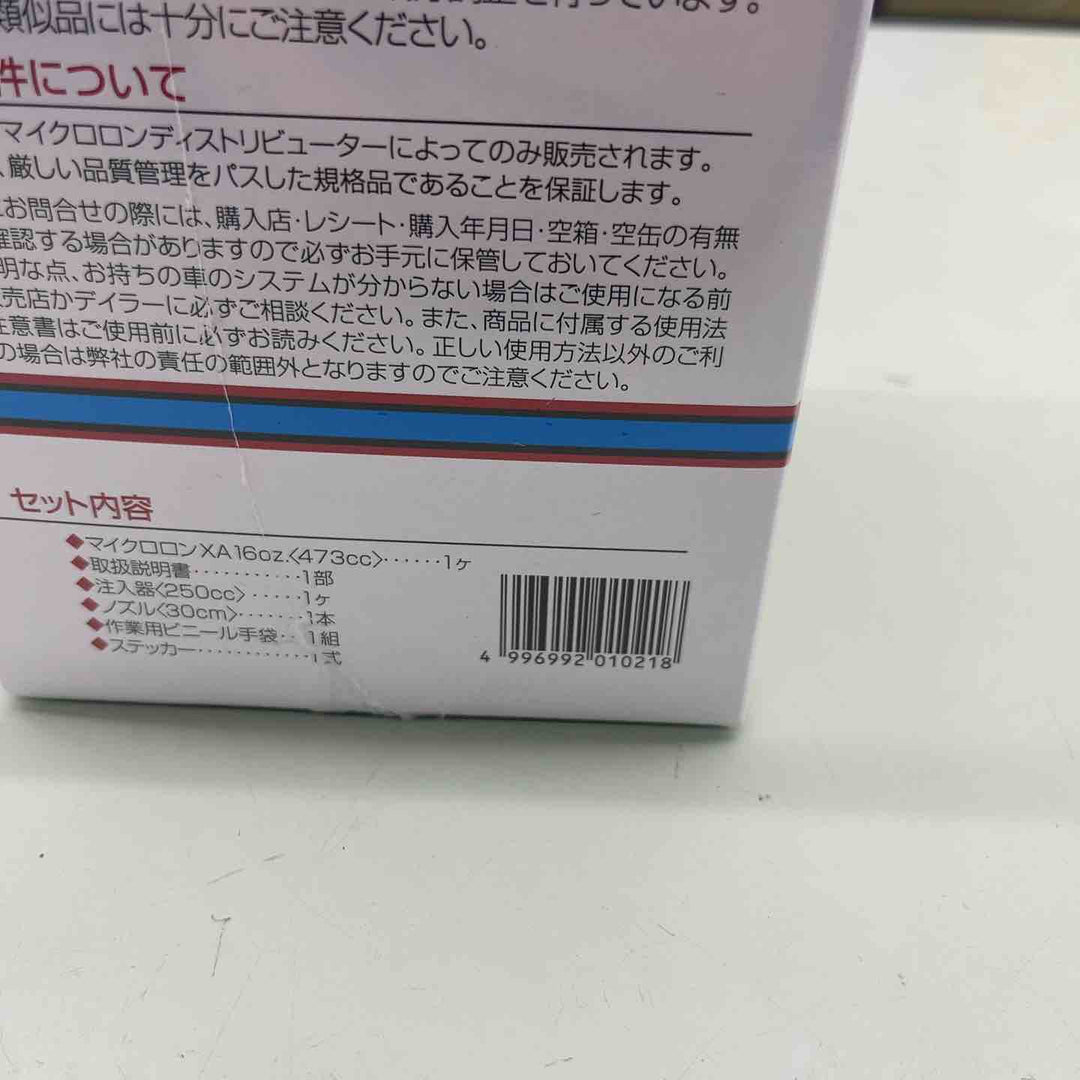 類似品には十分にご注意ください。
件について
マイクロロンディストリビューターによってのみ販売されます。
、厳しい品質管理をパスした規格品であることを保証します。
お問合せの際には、購入店・レシート・購入年月日・空箱・空缶の有無
確認する場合がありますので必ずお手元に保管しておいてください。
明な点、お持ちの車のシステムが分からない場合はご使用になる前
売店かデイラーに必ずご相談ください。また、商品に付属する使用法
注意書はご使用前に必ずお読みください。正しい使用方法以外のご利
の場合は弊社の責任の範囲外となりますのでご注意ください。
セット内容
◆マイクロロンXA16oz.〈473cc〉・・・・・・1ヶ
◆取扱説明書・・・・・・・・・・・1部
◆注入器〈250cc〉・・・・・1ヶ
◆ノズル〈30cm〉・・・・・・・1本
◆作業用ビニール手袋・・1組
◆ステッカー・・・・・・・・・・・・1式
4 996992 010218